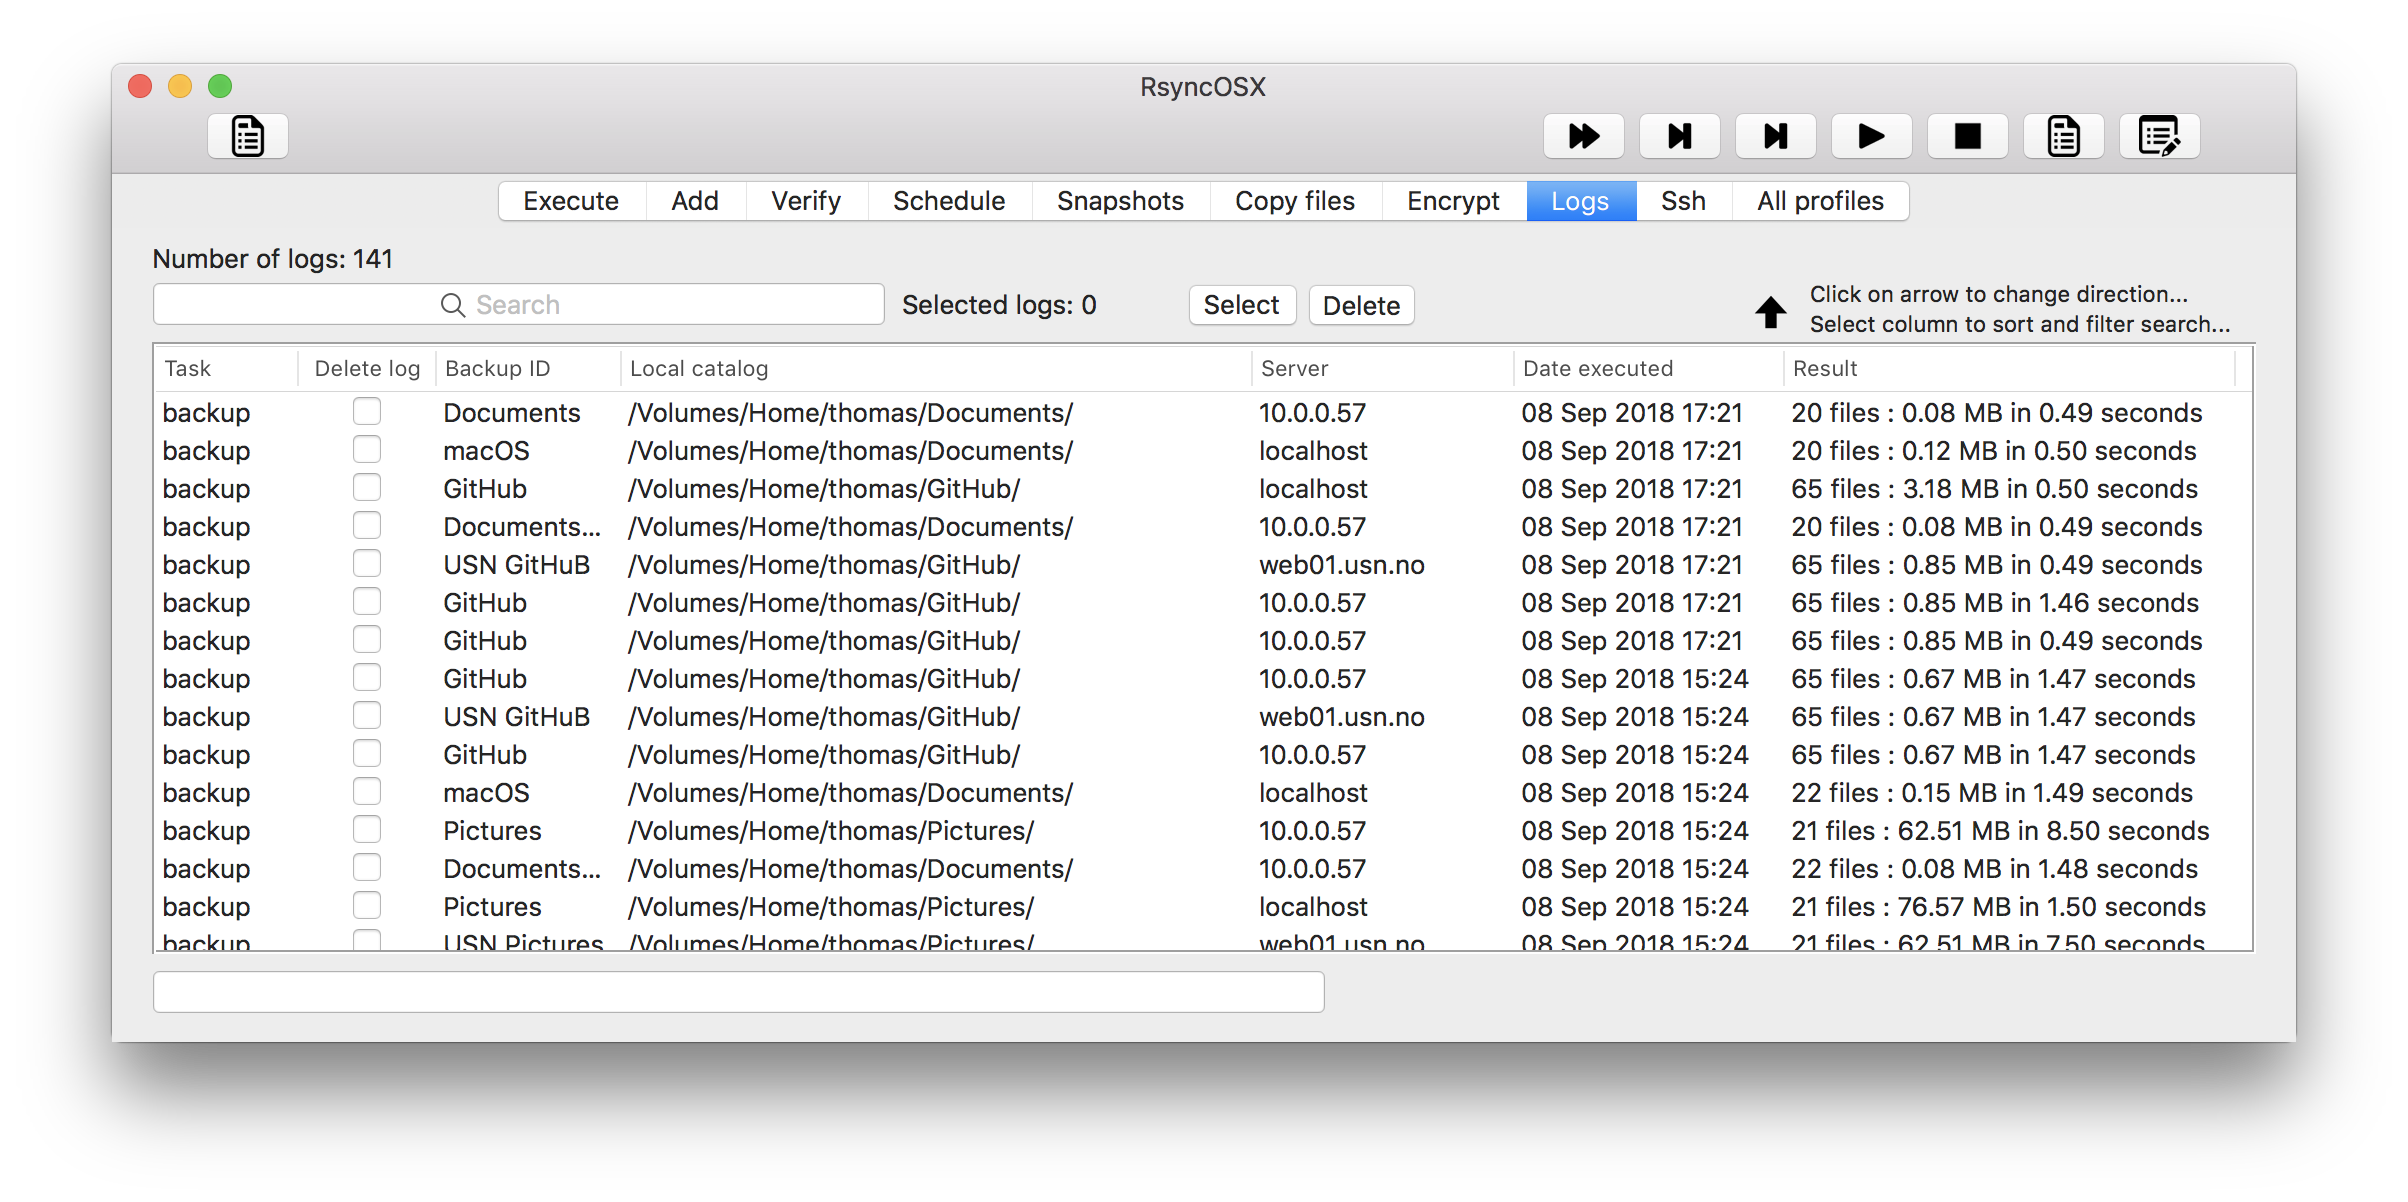 RsyncOSX
Execute Add Verify Schedule Snapshots Copy files Encrypt Logs Ssh All profiles
Number of logs: 141
Search Selected logs: 0 Select Delete
Click on arrow to change direction...
Select column to sort and filter search...
Task Delete log Backup ID Local catalog Server Date executed Result
backup Documents /Volumes/Home/thomas/Documents/ 10.0.0.57 08 Sep 2018 17:21 20 files : 0.08 MB in 0.49 seconds
backup macOS /Volumes/Home/thomas/Documents/ localhost 08 Sep 2018 17:21 20 files : 0.12 MB in 0.50 seconds
backup GitHub /Volumes/Home/thomas/GitHub/ localhost 08 Sep 2018 17:21 65 files : 3.18 MB in 0.50 seconds
backup Documents... /Volumes/Home/thomas/Documents/ 10.0.0.57 08 Sep 2018 17:21 20 files : 0.08 MB in 0.49 seconds
backup USN GitHuB /Volumes/Home/thomas/GitHub/ web01.usn.no 08 Sep 2018 17:21 65 files : 0.85 MB in 0.49 seconds
backup GitHub /Volumes/Home/thomas/GitHub/ 10.0.0.57 08 Sep 2018 17:21 65 files : 0.85 MB in 1.46 seconds
backup GitHub /Volumes/Home/thomas/GitHub/ 10.0.0.57 08 Sep 2018 17:21 65 files : 0.85 MB in 0.49 seconds
backup GitHub /Volumes/Home/thomas/GitHub/ 10.0.0.57 08 Sep 2018 15:24 65 files : 0.67 MB in 1.47 seconds
backup USN GitHuB /Volumes/Home/thomas/GitHub/ web01.usn.no 08 Sep 2018 15:24 65 files : 0.67 MB in 1.47 seconds
backup GitHub /Volumes/Home/thomas/GitHub/ 10.0.0.57 08 Sep 2018 15:24 65 files : 0.67 MB in 1.47 seconds
backup macOS /Volumes/Home/thomas/Documents/ localhost 08 Sep 2018 15:24 22 files : 0.15 MB in 1.49 seconds
backup Pictures /Volumes/Home/thomas/Pictures/ 10.0.0.57 08 Sep 2018 15:24 21 files : 62.51 MB in 8.50 seconds
backup Documents... /Volumes/Home/thomas/Documents/ 10.0.0.57 08 Sep 2018 15:24 22 files : 0.08 MB in 1.48 seconds
backup Pictures /Volumes/Home/thomas/Pictures/ localhost 08 Sep 2018 15:24 21 files : 76.57 MB in 1.50 seconds
backup USN Pictures /Volumes/Home/thomas/Pictures/ web01.usn.no 08 Sep 2018 15:24 21 files : 62.51 MB in 7.50 seconds